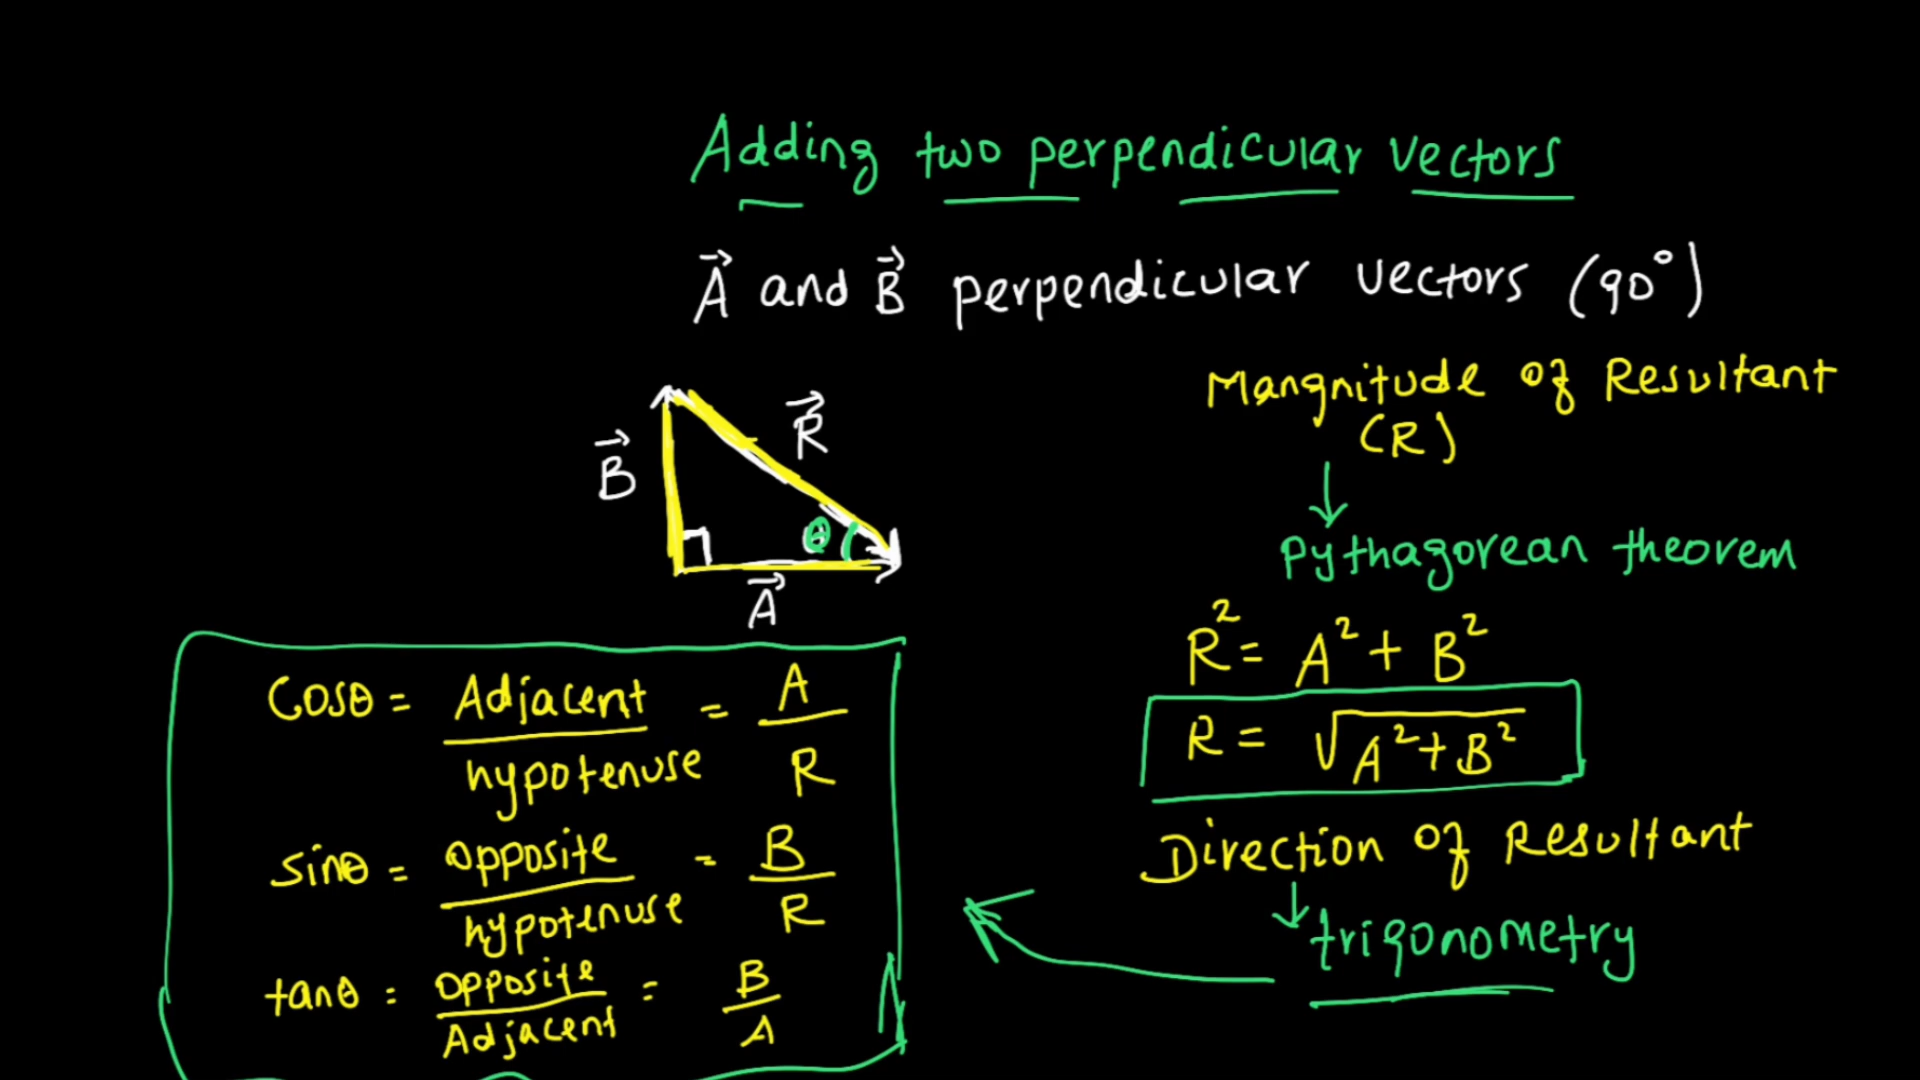 Adding two perpendicular vectors
A⃗ and B⃗ perpendicular vectors (90°)
Mangnitude of Resultant
(R)
B⃗
R⃗
θ
A⃗
Pythagorean theorem
R² = A² + B²
R = √A²+B²
Direction of Resultant
trigonometry
Cosθ = Adjacent / hypotenuse = A / R
Sinθ = opposite / hypotenuse = B / R
tanθ = opposite / Adjacent = B / A